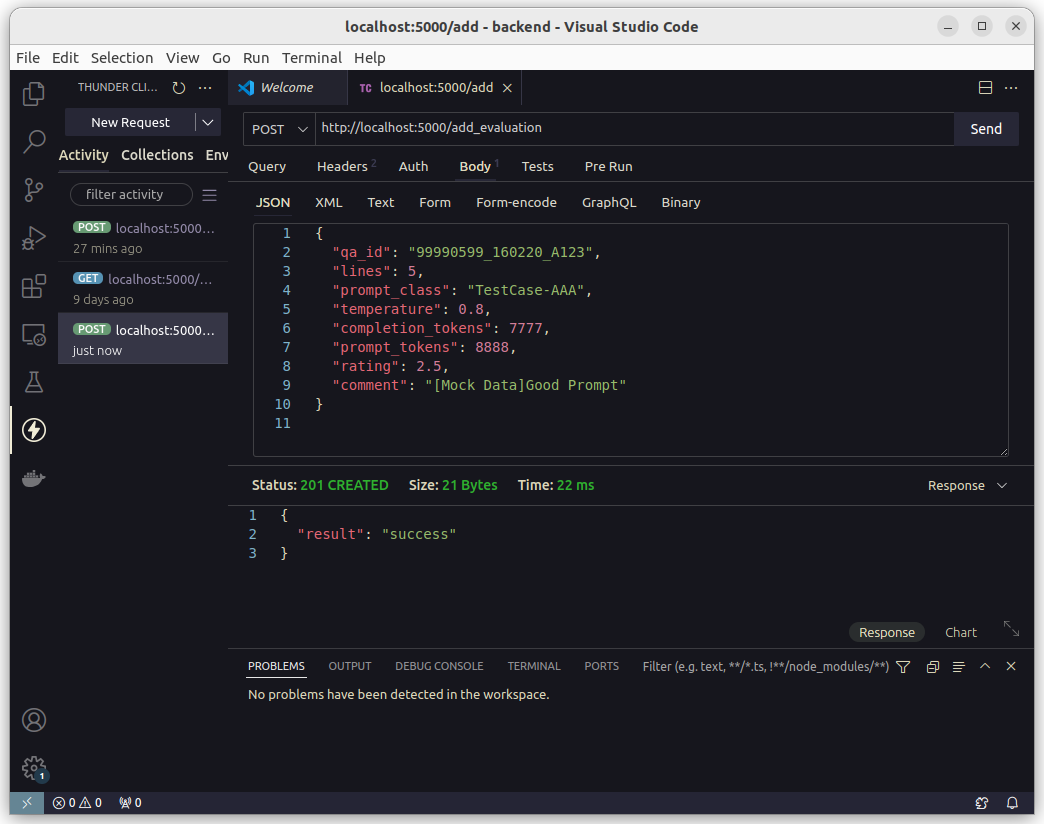 localhost:5000/add - backend - Visual Studio Code
File Edit Selection View Go Run Terminal Help
THUNDER CLI... ...
Welcome
TC localhost:5000/add
...
New Request
POST
http://localhost:5000/add_evaluation
Send
Activity Collections Env
Query Headers 2 Auth Body 1 Tests Pre Run
filter activity
JSON XML Text Form Form-encode GraphQL Binary
POST localhost:5000...
27 mins ago
GET localhost:5000/...
9 days ago
POST localhost:5000...
just now
1 {
2 "qa_id": "99990599_160220_A123",
3 "lines": 5,
4 "prompt_class": "TestCase-AAA",
5 "temperature": 0.8,
6 "completion_tokens": 7777,
7 "prompt_tokens": 8888,
8 "rating": 2.5,
9 "comment": "[Mock Data]Good Prompt"
10 }
11
Status: 201 CREATED Size: 21 Bytes Time: 22 ms
Response
1 {
2 "result": "success"
3 }
Response Chart
PROBLEMS OUTPUT DEBUG CONSOLE TERMINAL PORTS Filter (e.g. text, **/*.ts, !**/node_modules/**)
No problems have been detected in the workspace.
1
0 0 0